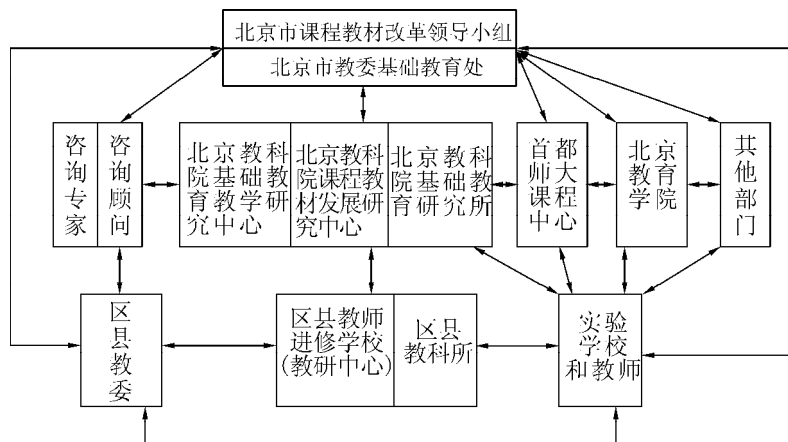 北京市课程教材改革领导小组
北京市教委基础教育处
咨询专家
咨询顾问
北京教科
院基础教
育教学研
究中心
北京教科
院课程教
材发展研
究中心
北京教科
院基础教
育研究所
首都
师大
课程
中心
北京
教育
学院
其他部门
区县教委
区县教师
进修学校
(教研中心)
区县
教科所
实验
学校
和教师